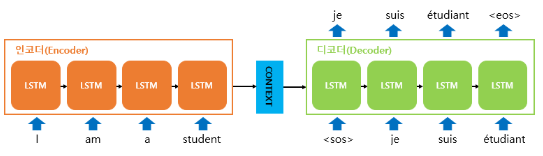 je suis étudiant <eos>
인코더(Encoder)
디코더(Decoder)
LSTM LSTM LSTM LSTM
CONTEXT
LSTM LSTM LSTM LSTM
I am a student
<sos> je suis étudiant